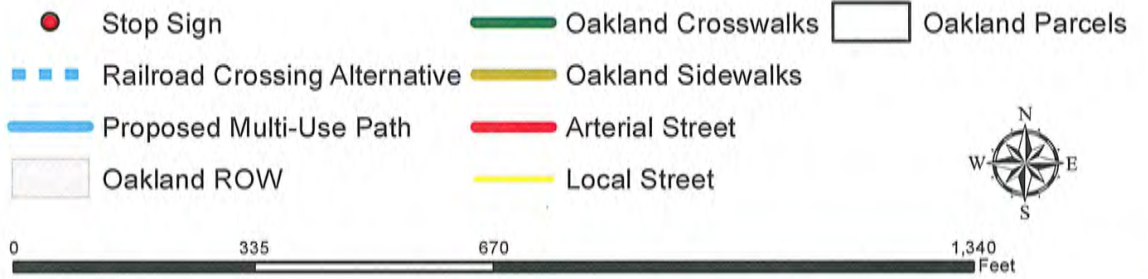 Stop Sign
Railroad Crossing Alternative
Proposed Multi-Use Path
Oakland ROW
Oakland Crosswalks
Oakland Sidewalks
Arterial Street
Local Street
Oakland Parcels
N
W E
S
0 335 670 1,340
Feet